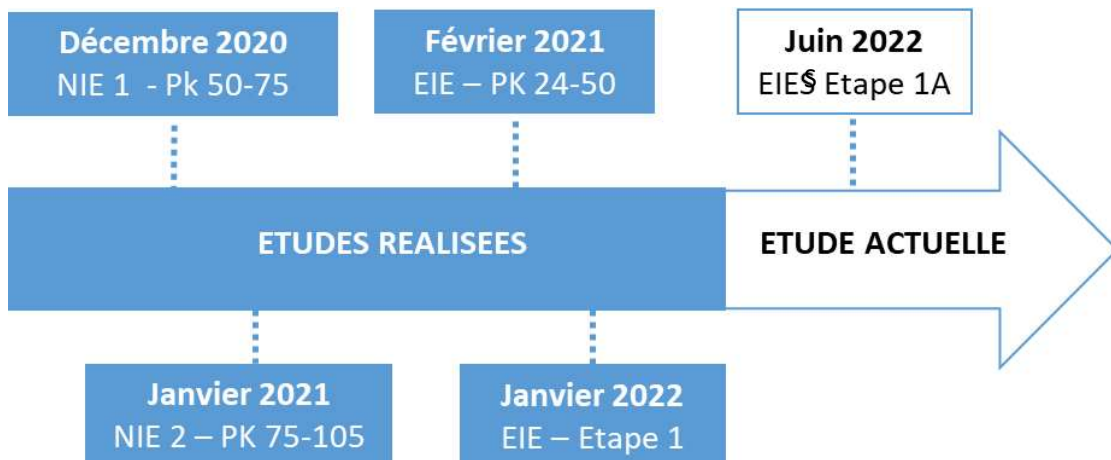 Décembre 2020
NIE 1 - Pk 50-75
Février 2021
EIE – PK 24-50
Juin 2022
EIES Etape 1A
ETUDES REALISEES
ETUDE ACTUELLE
Janvier 2021
NIE 2 – PK 75-105
Janvier 2022
EIE – Etape 1